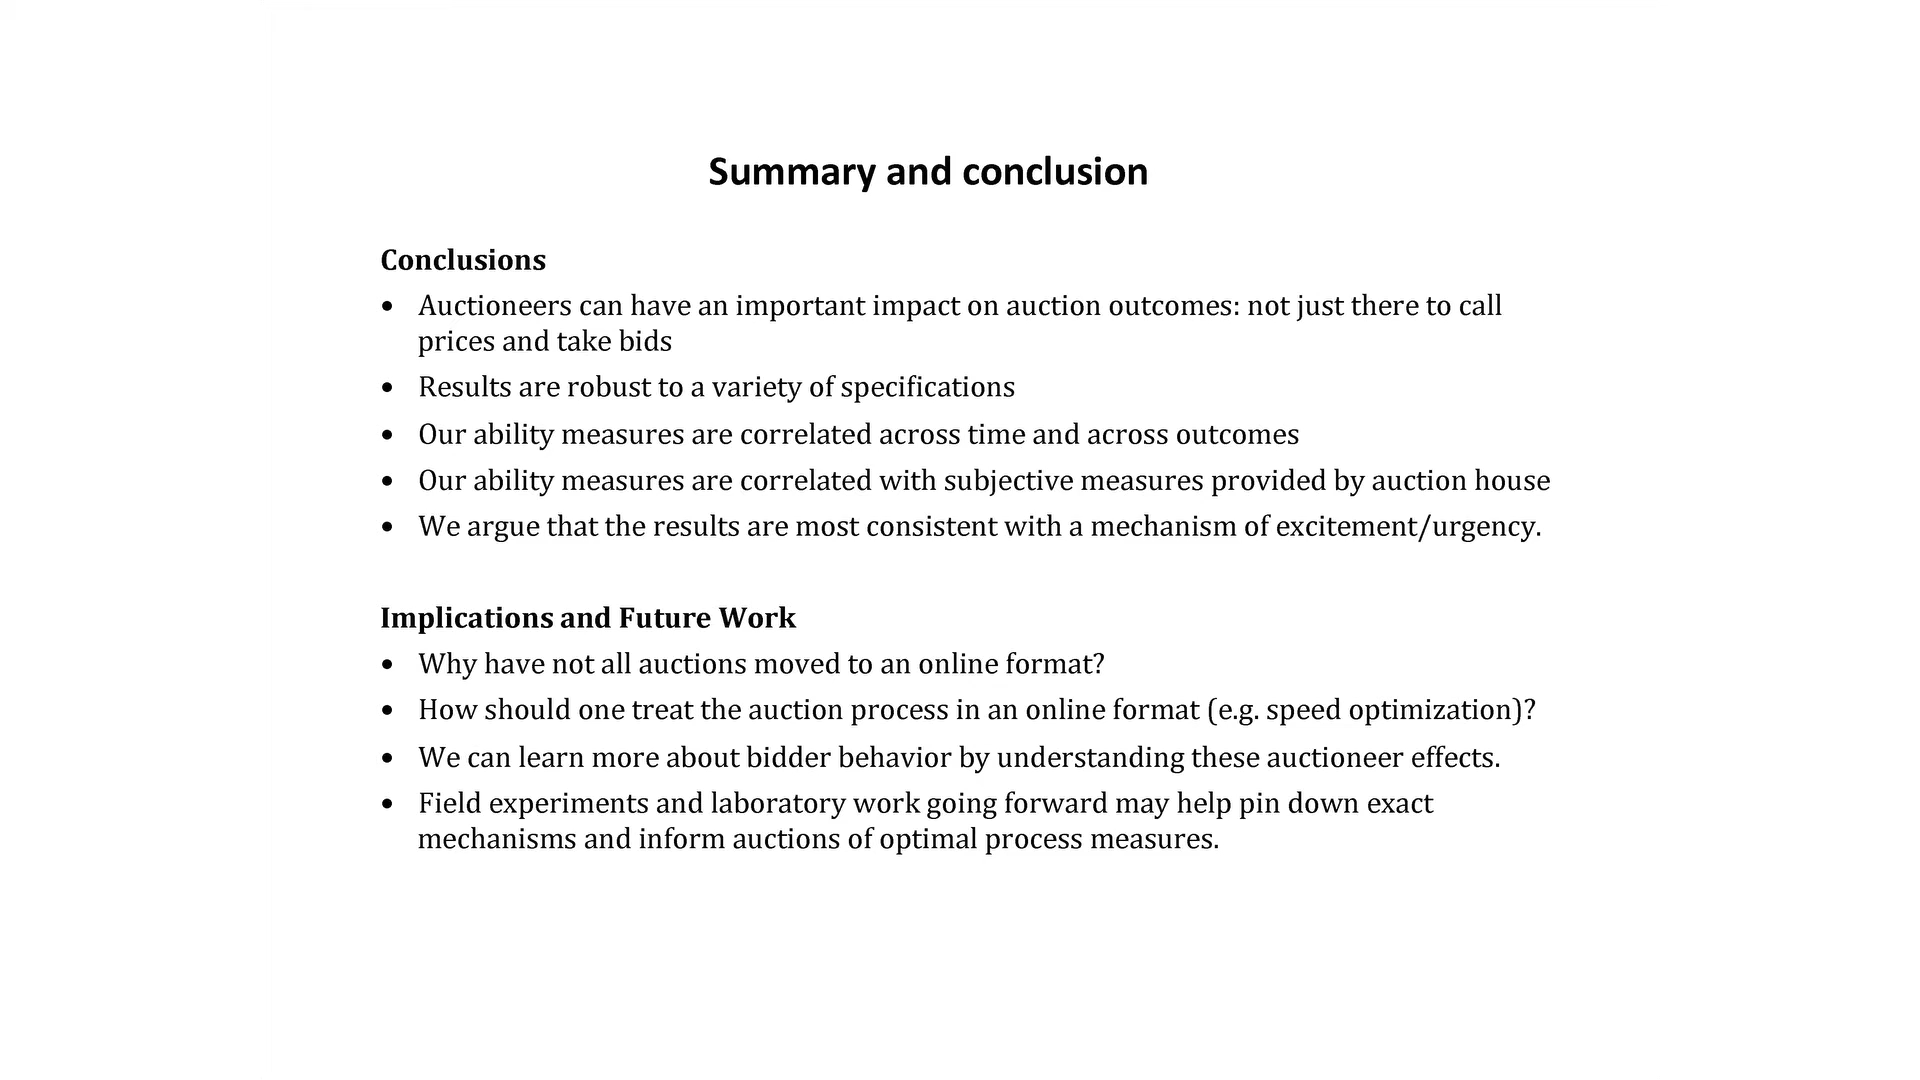 Summary and conclusion
Conclusions
• Auctioneers can have an important impact on auction outcomes: not just there to call
prices and take bids
• Results are robust to a variety of specifications
• Our ability measures are correlated across time and across outcomes
• Our ability measures are correlated with subjective measures provided by auction house
• We argue that the results are most consistent with a mechanism of excitement/urgency.
Implications and Future Work
• Why have not all auctions moved to an online format?
• How should one treat the auction process in an online format (e.g. speed optimization)?
• We can learn more about bidder behavior by understanding these auctioneer effects.
• Field experiments and laboratory work going forward may help pin down exact
mechanisms and inform auctions of optimal process measures.